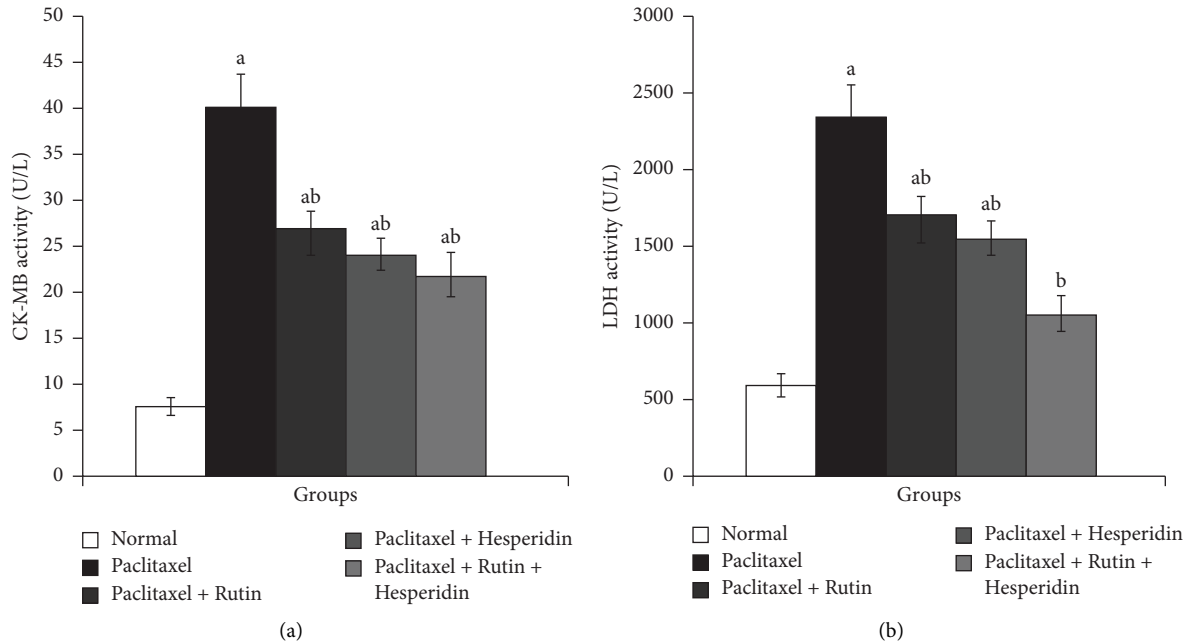 50
45
40
35
30
25
20
15
10
5
0
CK-MB activity (U/L)
a
ab
ab
ab
Groups
Normal
Paclitaxel
Paclitaxel + Rutin
Paclitaxel + Hesperidin
Paclitaxel + Rutin +
Hesperidin
(a)
3000
2500
2000
1500
1000
500
0
LDH activity (U/L)
a
ab
ab
b
Groups
Normal
Paclitaxel
Paclitaxel + Rutin
Paclitaxel + Hesperidin
Paclitaxel + Rutin +
Hesperidin
(b)